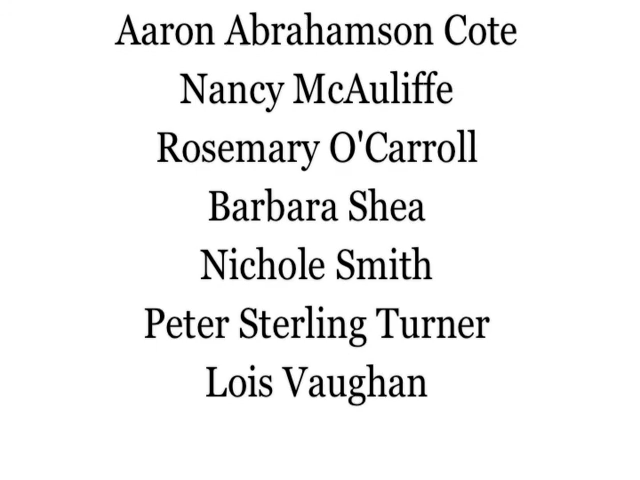 Aaron Abrahamson Cote
Nancy McAuliffe
Rosemary O'Carroll
Barbara Shea
Nichole Smith
Peter Sterling Turner
Lois Vaughan